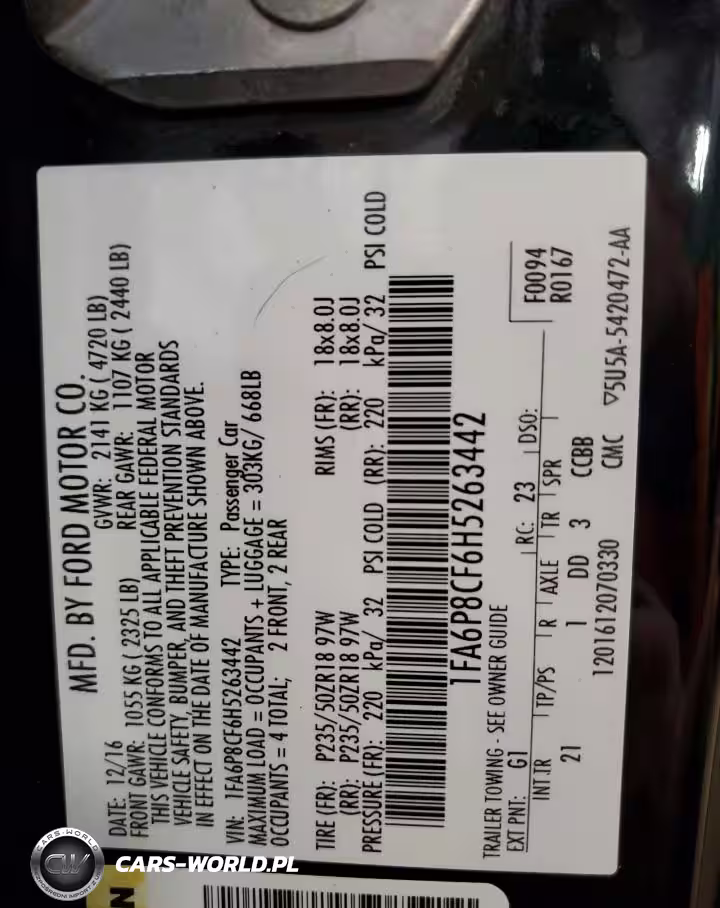 MFD. BY FORD MOTOR CO.
DATE: 12/16 GVWR: 2141 KG ( 4720 LB)
FRONT GAWR: 1055 KG ( 2325 LB) REAR GAWR: 1107 KG ( 2440 LB)
THIS VEHICLE CONFORMS TO ALL APPLICABLE FEDERAL MOTOR
VEHICLE SAFETY, BUMPER, AND THEFT PREVENTION STANDARDS
IN EFFECT ON THE DATE OF MANUFACTURE SHOWN ABOVE.
VIN: 1FA6P8CF6H5263442 TYPE: Passenger Car
MAXIMUM LOAD = OCCUPANTS + LUGGAGE = 303KG/ 668LB
OCCUPANTS = 4 TOTAL; 2 FRONT, 2 REAR
TIRE (FR): P235/50ZR18 97W RIMS (FR): 18x8.0J
(RR): P235/50ZR18 97W (RR): 18x8.0J
PRESSURE (FR): 220 kPa/ 32 PSI COLD (RR): 220 kPa/ 32 PSI COLD
1FA6P8CF6H5263442
TRAILER TOWING - SEE OWNER GUIDE
EXT PNT: G1 RC: 23 DSO: F0094
R0167
INT.TR TP/PS R AXLE TR SPR
21 1 DD 3 CCBB
1201612070330 CMC ▽5U5A-5420472-AA
CARS-WORLD.PL
CARS-WORLD
CW
N